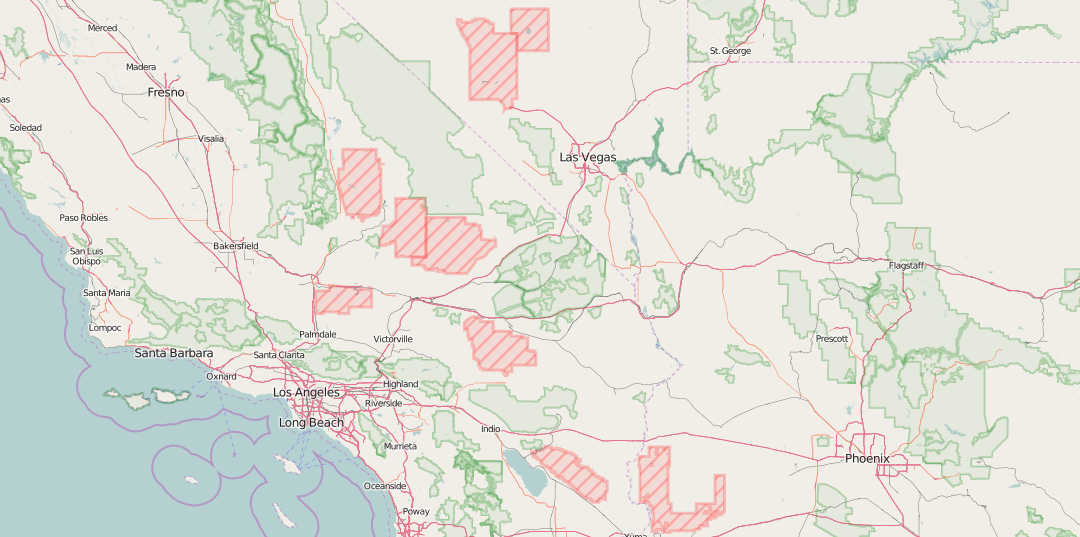 Merced
St. George
Madera
Fresno
as
Soledad
Visalia
Las Vegas
Paso Robles
Bakersfield
San Luis
Obispo
Flagstaff
Santa Maria
Lompoc
Palmdale
Victorville
Prescott
Santa Barbara
Santa Clarita
Oxnard
Highland
Los Angeles
Riverside
Long Beach
Indio
Murrieta
Phoenix
Oceanside
Poway
Yuma